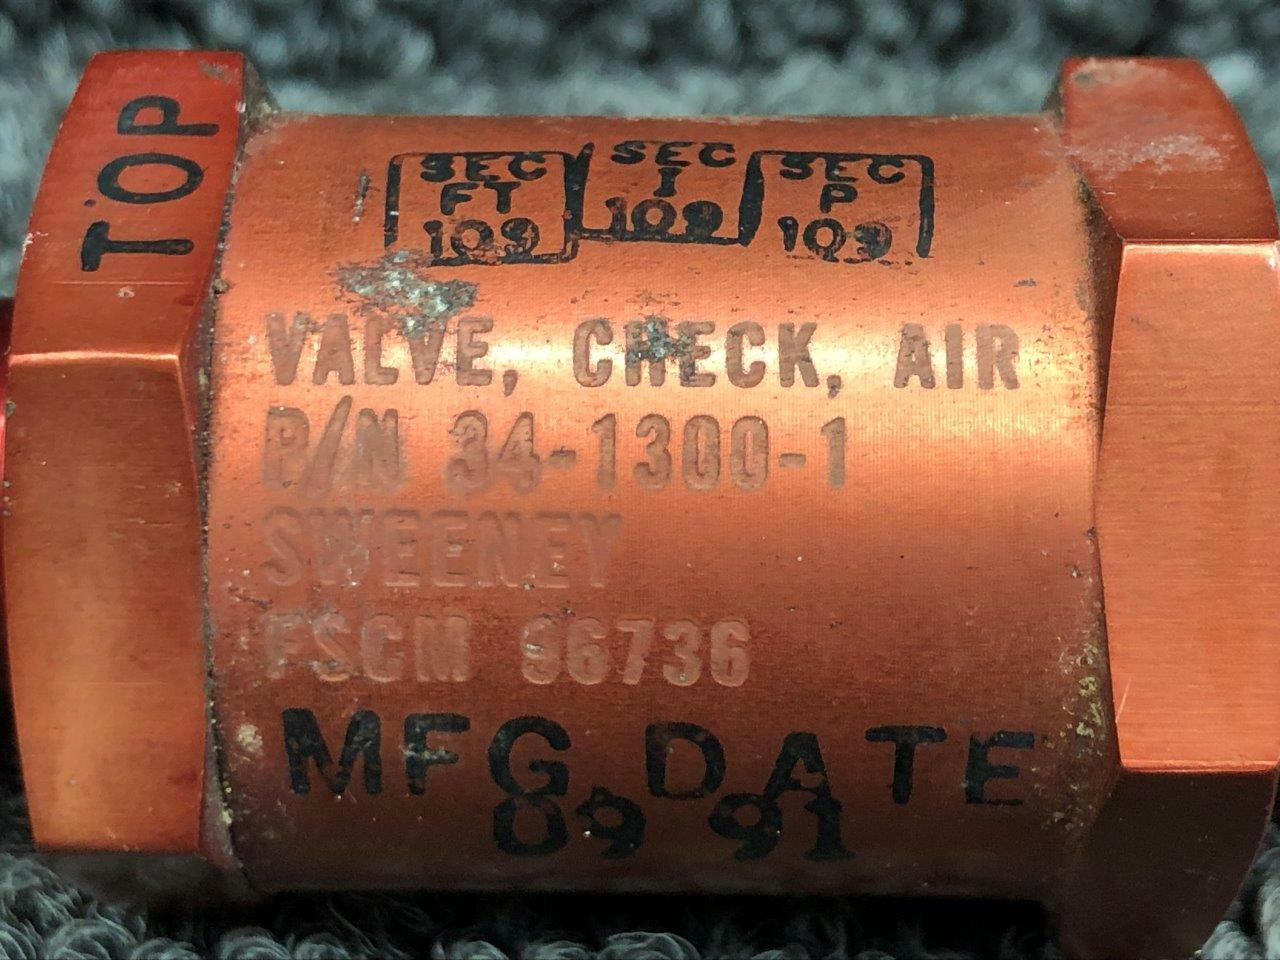 TOP
SEC FT 109
SEC I 109
SEC P 109
VALVE, CHECK, AIR
P/N 34-1300-1
SWEENEY
FSCM 96736
MFG. DATE
09 91